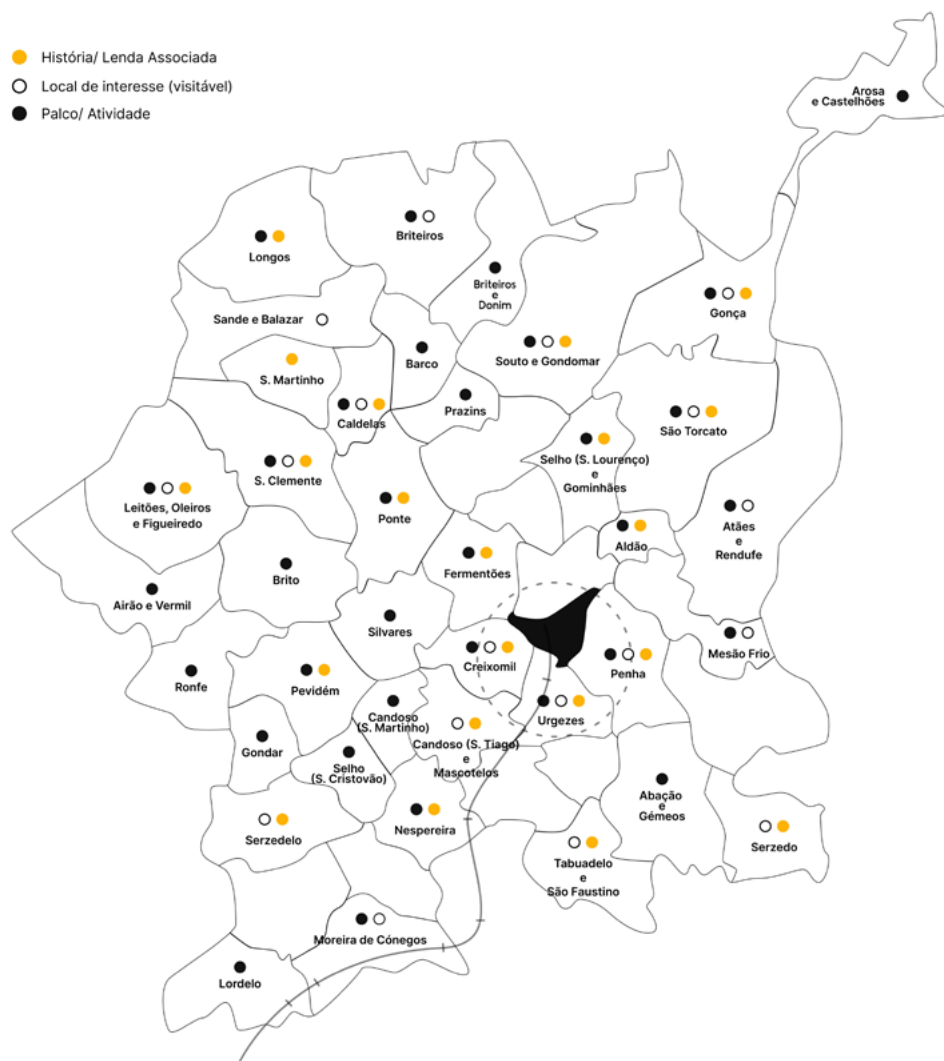 História/ Lenda Associada
Local de interesse (visitável)
Palco/ Atividade
Arosa
e Castelhões
Briteiros
Longos
Briteiros
e
Donim
Gonça
Sande e Balazar
Barco
Souto e Gondomar
S. Martinho
Caldelas
Prazins
São Torcato
Selho (S. Lourenço)
e
Gominhães
S. Clemente
Leitões, Oleiros
e Figueiredo
Ponte
Atães
e
Rendufe
Aldão
Fermentões
Brito
Airão e Vermil
Silvares
Mesão Frio
Creixomil
Penha
Ronfe
Pevidém
Candoso
(S. Martinho)
Urgezes
Candoso (S. Tiago)
e
Mascotelos
Gondar
Selho
(S. Cristovão)
Abação
e
Gémeos
Serzedelo
Nespereira
Serzedo
Tabuadelo
e
São Faustino
Moreira de Cónegos
Lordelo